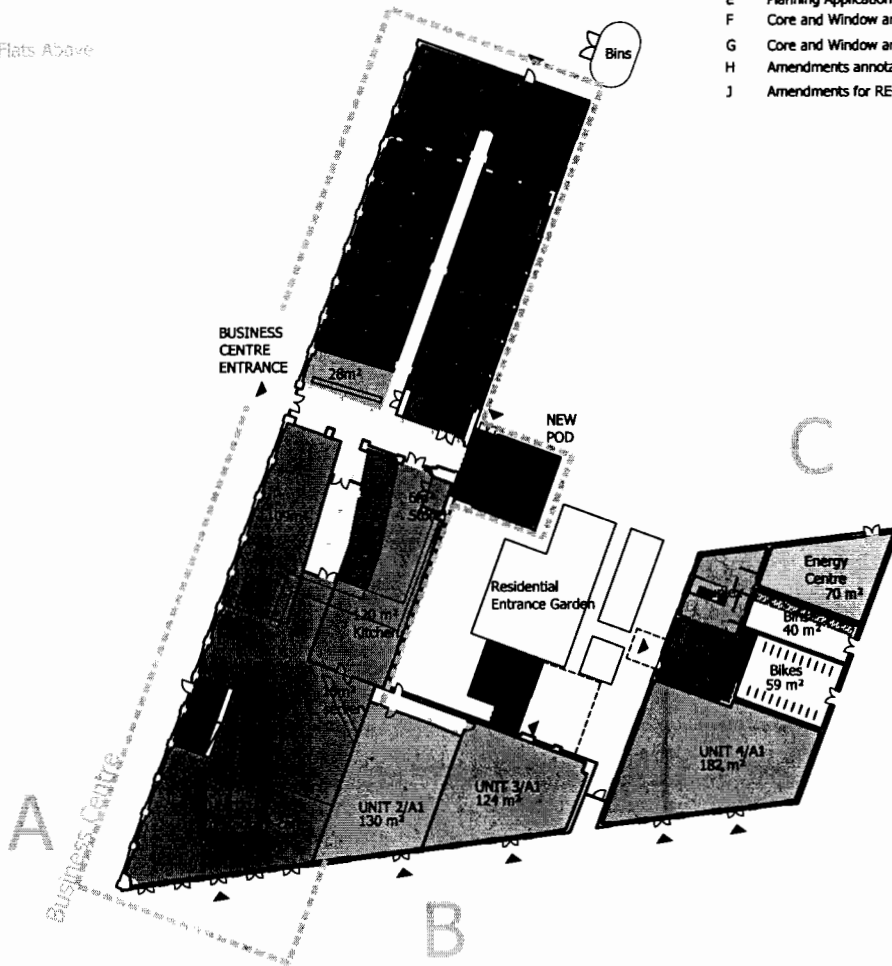 E Planning Application
F Core and Window a
G Core and Window a
H Amendments annota
J Amendments for RE
Flats Above
Bins
BUSINESS
CENTRE
ENTRANCE
28m²
NEW
POD
C
Residential
Entrance Garden
Energy
Centre
70 m²
Bins
40 m²
Bikes
59 m²
Kitchen
UNIT 4/A1
182 m²
UNIT 3/A1
124 m²
UNIT 2/A1
130 m²
A
Business Centre
B